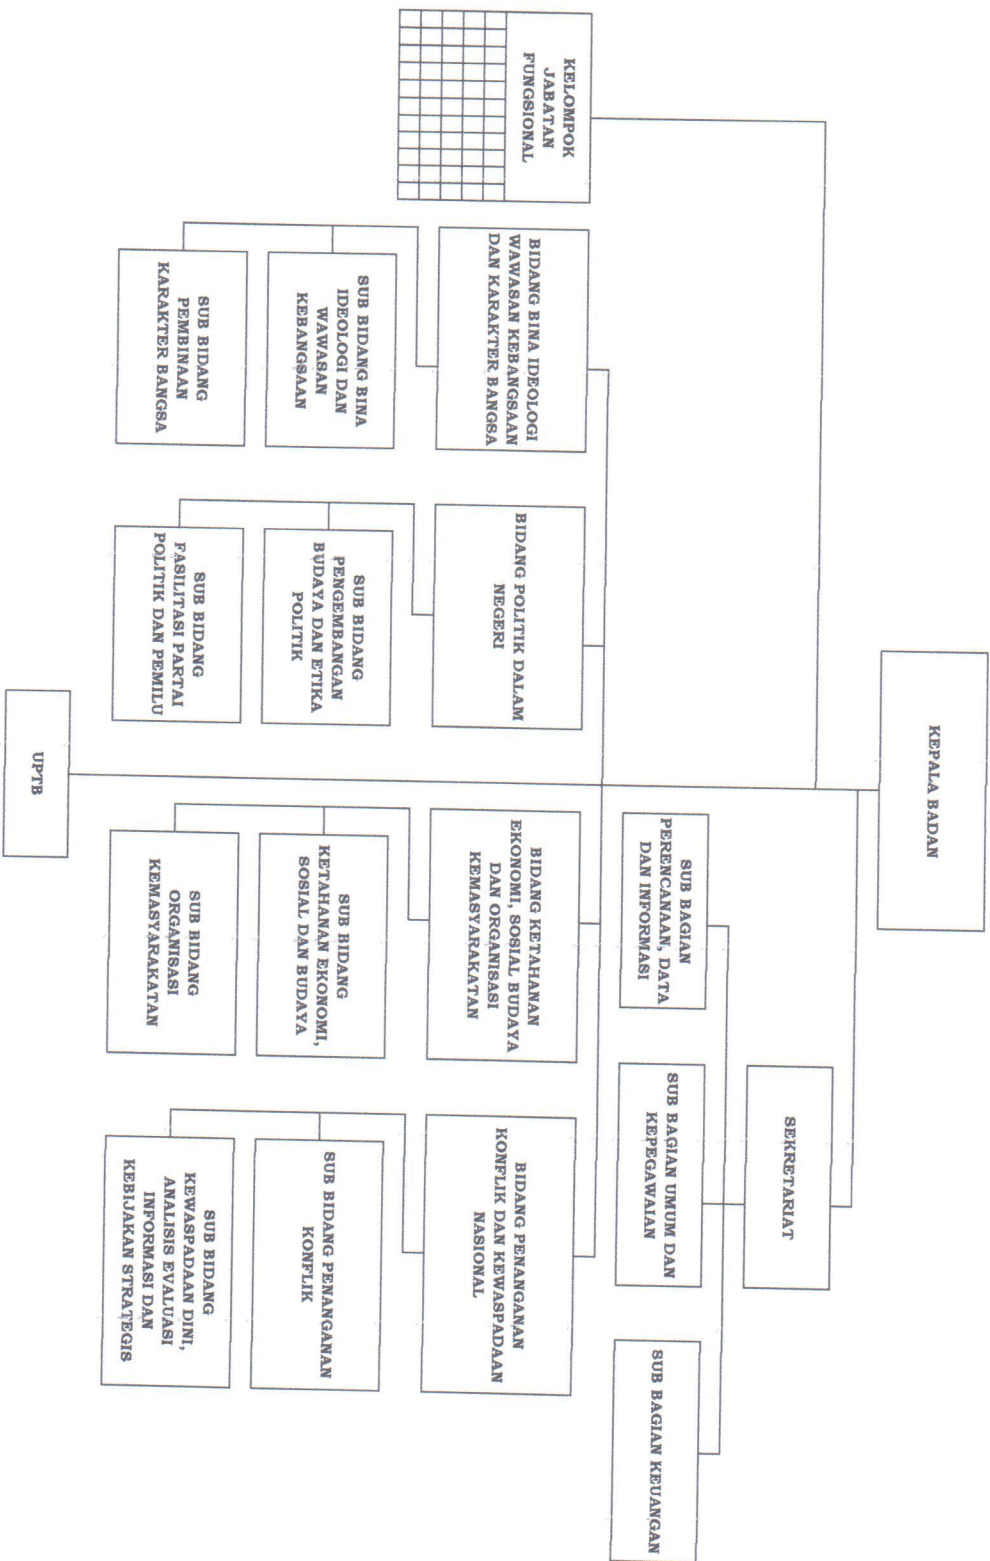 KEPALA BADAN
SEKRETARIAT
KELOMPOK
JABATAN
FUNGSIONAL
SUB BAGIAN
PERENCANAAN, DATA
DAN INFORMASI
SUB BAGIAN UMUM DAN
KEPEGAWAIAN
SUB BAGIAN KEUANGAN
BIDANG BINA IDEOLOGI
WAWASAN KEBANGSAAN
DAN KARAKTER BANGSA
BIDANG POLITIK DALAM
NEGERI
BIDANG KETAHANAN
EKONOMI, SOSIAL BUDAYA
DAN ORGANISASI
KEMASYARAKATAN
BIDANG PENANGANAN
KONFLIK DAN KEWASPADAAN
NASIONAL
SUB BIDANG BINA
IDEOLOGI DAN
WAWASAN
KEBANGSAAN
SUB BIDANG
PENGEMBANGAN
BUDAYA DAN ETIKA
POLITIK
SUB BIDANG
KETAHANAN EKONOMI,
SOSIAL DAN BUDAYA
SUB BIDANG PENANGANAN
KONFLIK
SUB BIDANG
PEMBINAAN
KARAKTER BANGSA
SUB BIDANG
FASILITASI PARTAI
POLITIK DAN PEMILU
SUB BIDANG
ORGANISASI
KEMASYARAKATAN
SUB BIDANG
KEWASPADAAN DINI,
ANALISIS EVALUASI
INFORMASI DAN
KEBIJAKAN STRATEGIS
UPTB